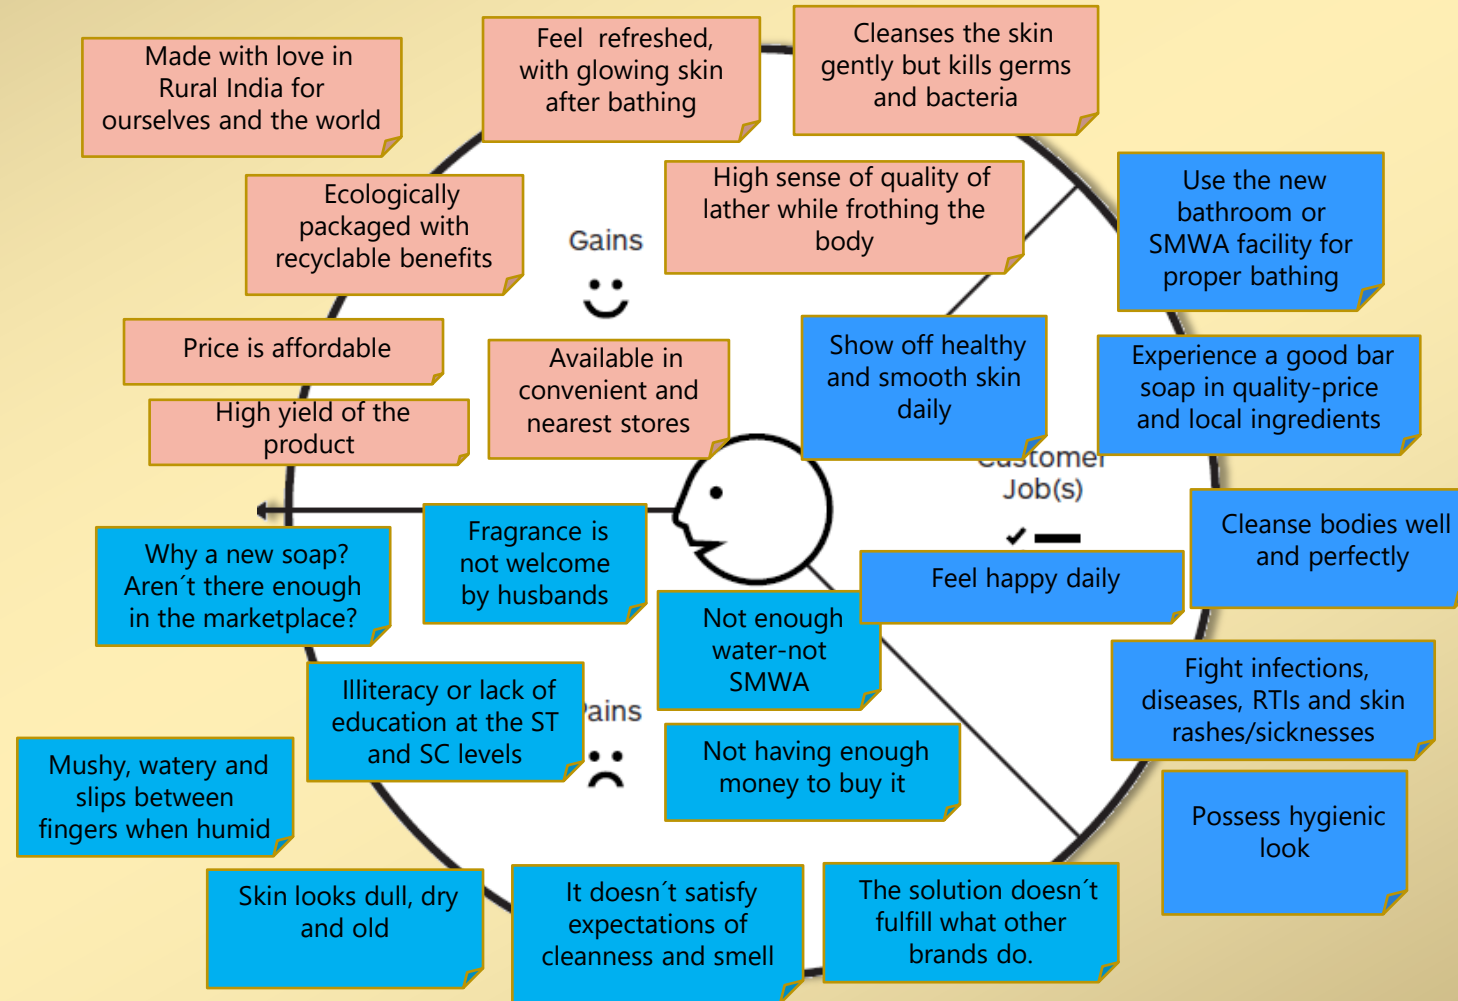 Made with love in
Rural India for
ourselves and the world
Feel refreshed,
with glowing skin
after bathing
Cleanses the skin
gently but kills germs
and bacteria
Ecologically
packaged with
recyclable benefits
Gains
High sense of quality of
lather while frothing the
body
Use the new
bathroom or
SMWA facility for
proper bathing
Price is affordable
High yield of the
product
Available in
convenient and
nearest stores
Show off healthy
and smooth skin
daily
Experience a good bar
soap in quality-price
and local ingredients
Customer
Job(s)
Why a new soap?
Aren´t there enough
in the marketplace?
Fragrance is
not welcome
by husbands
Not enough
water-not
SMWA
Feel happy daily
Cleanse bodies well
and perfectly
Illiteracy or lack of
education at the ST
and SC levels
Pains
Not having enough
money to buy it
Fight infections,
diseases, RTIs and skin
rashes/sicknesses
Mushy, watery and
slips between
fingers when humid
Possess hygienic
look
Skin looks dull, dry
and old
It doesn´t satisfy
expectations of
cleanness and smell
The solution doesn´t
fulfill what other
brands do.